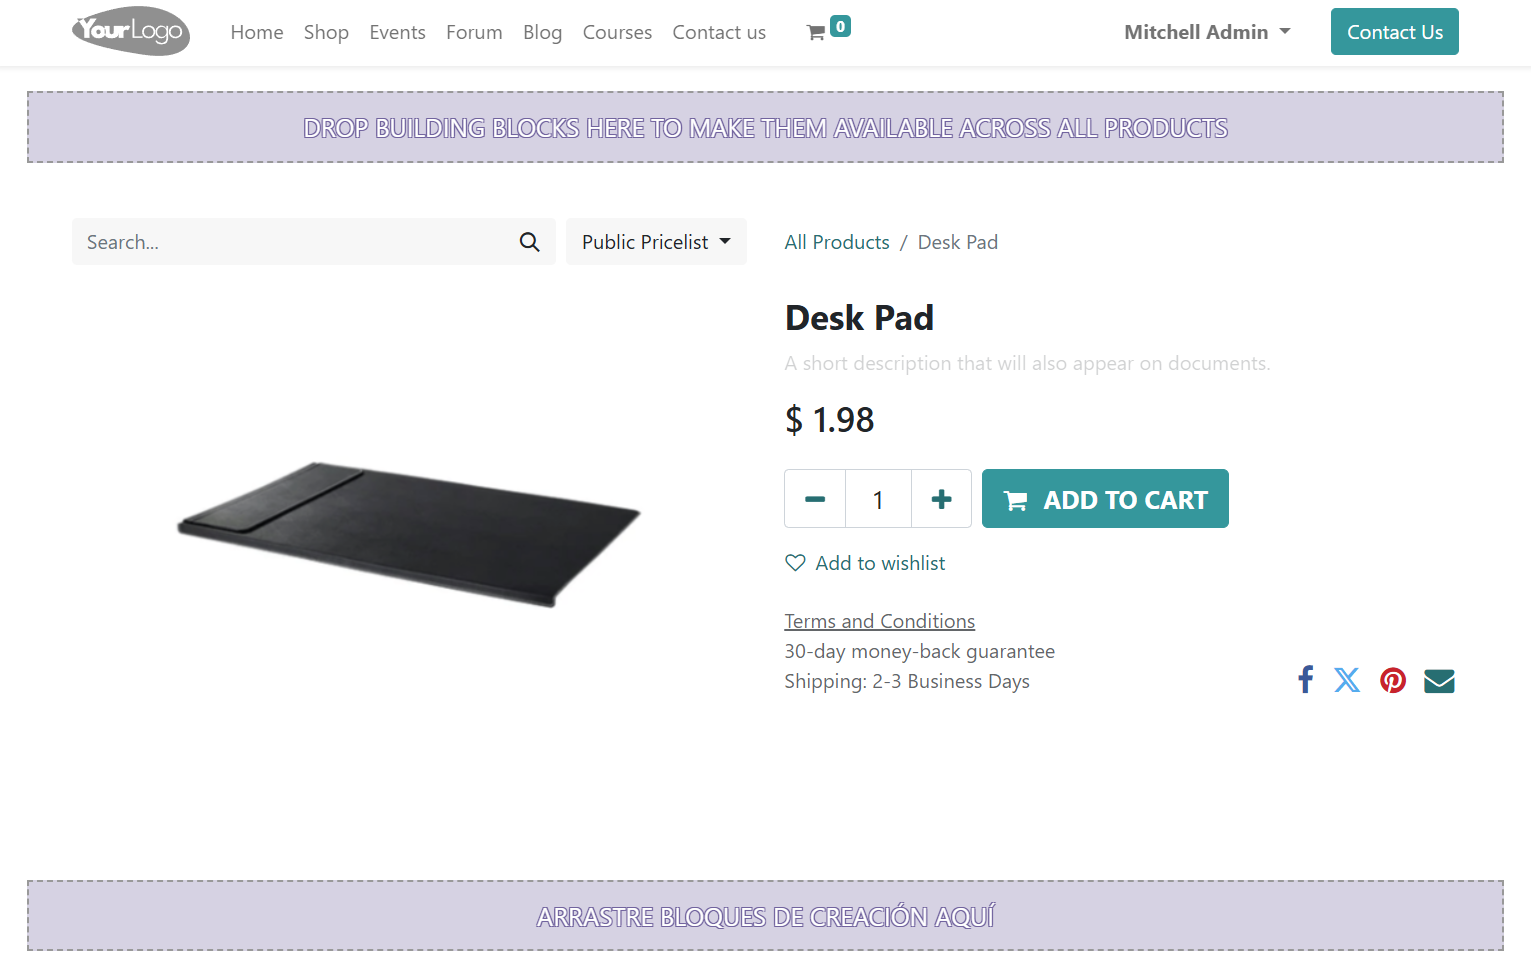 YourLogo Home Shop Events Forum Blog Courses Contact us 0 Mitchell Admin Contact Us
DROP BUILDING BLOCKS HERE TO MAKE THEM AVAILABLE ACROSS ALL PRODUCTS
Search... Public Pricelist All Products / Desk Pad
Desk Pad
A short description that will also appear on documents.
$ 1.98
1 ADD TO CART
Add to wishlist
Terms and Conditions
30-day money-back guarantee
Shipping: 2-3 Business Days
ARRASTRE BLOQUES DE CREACIÓN AQUÍ